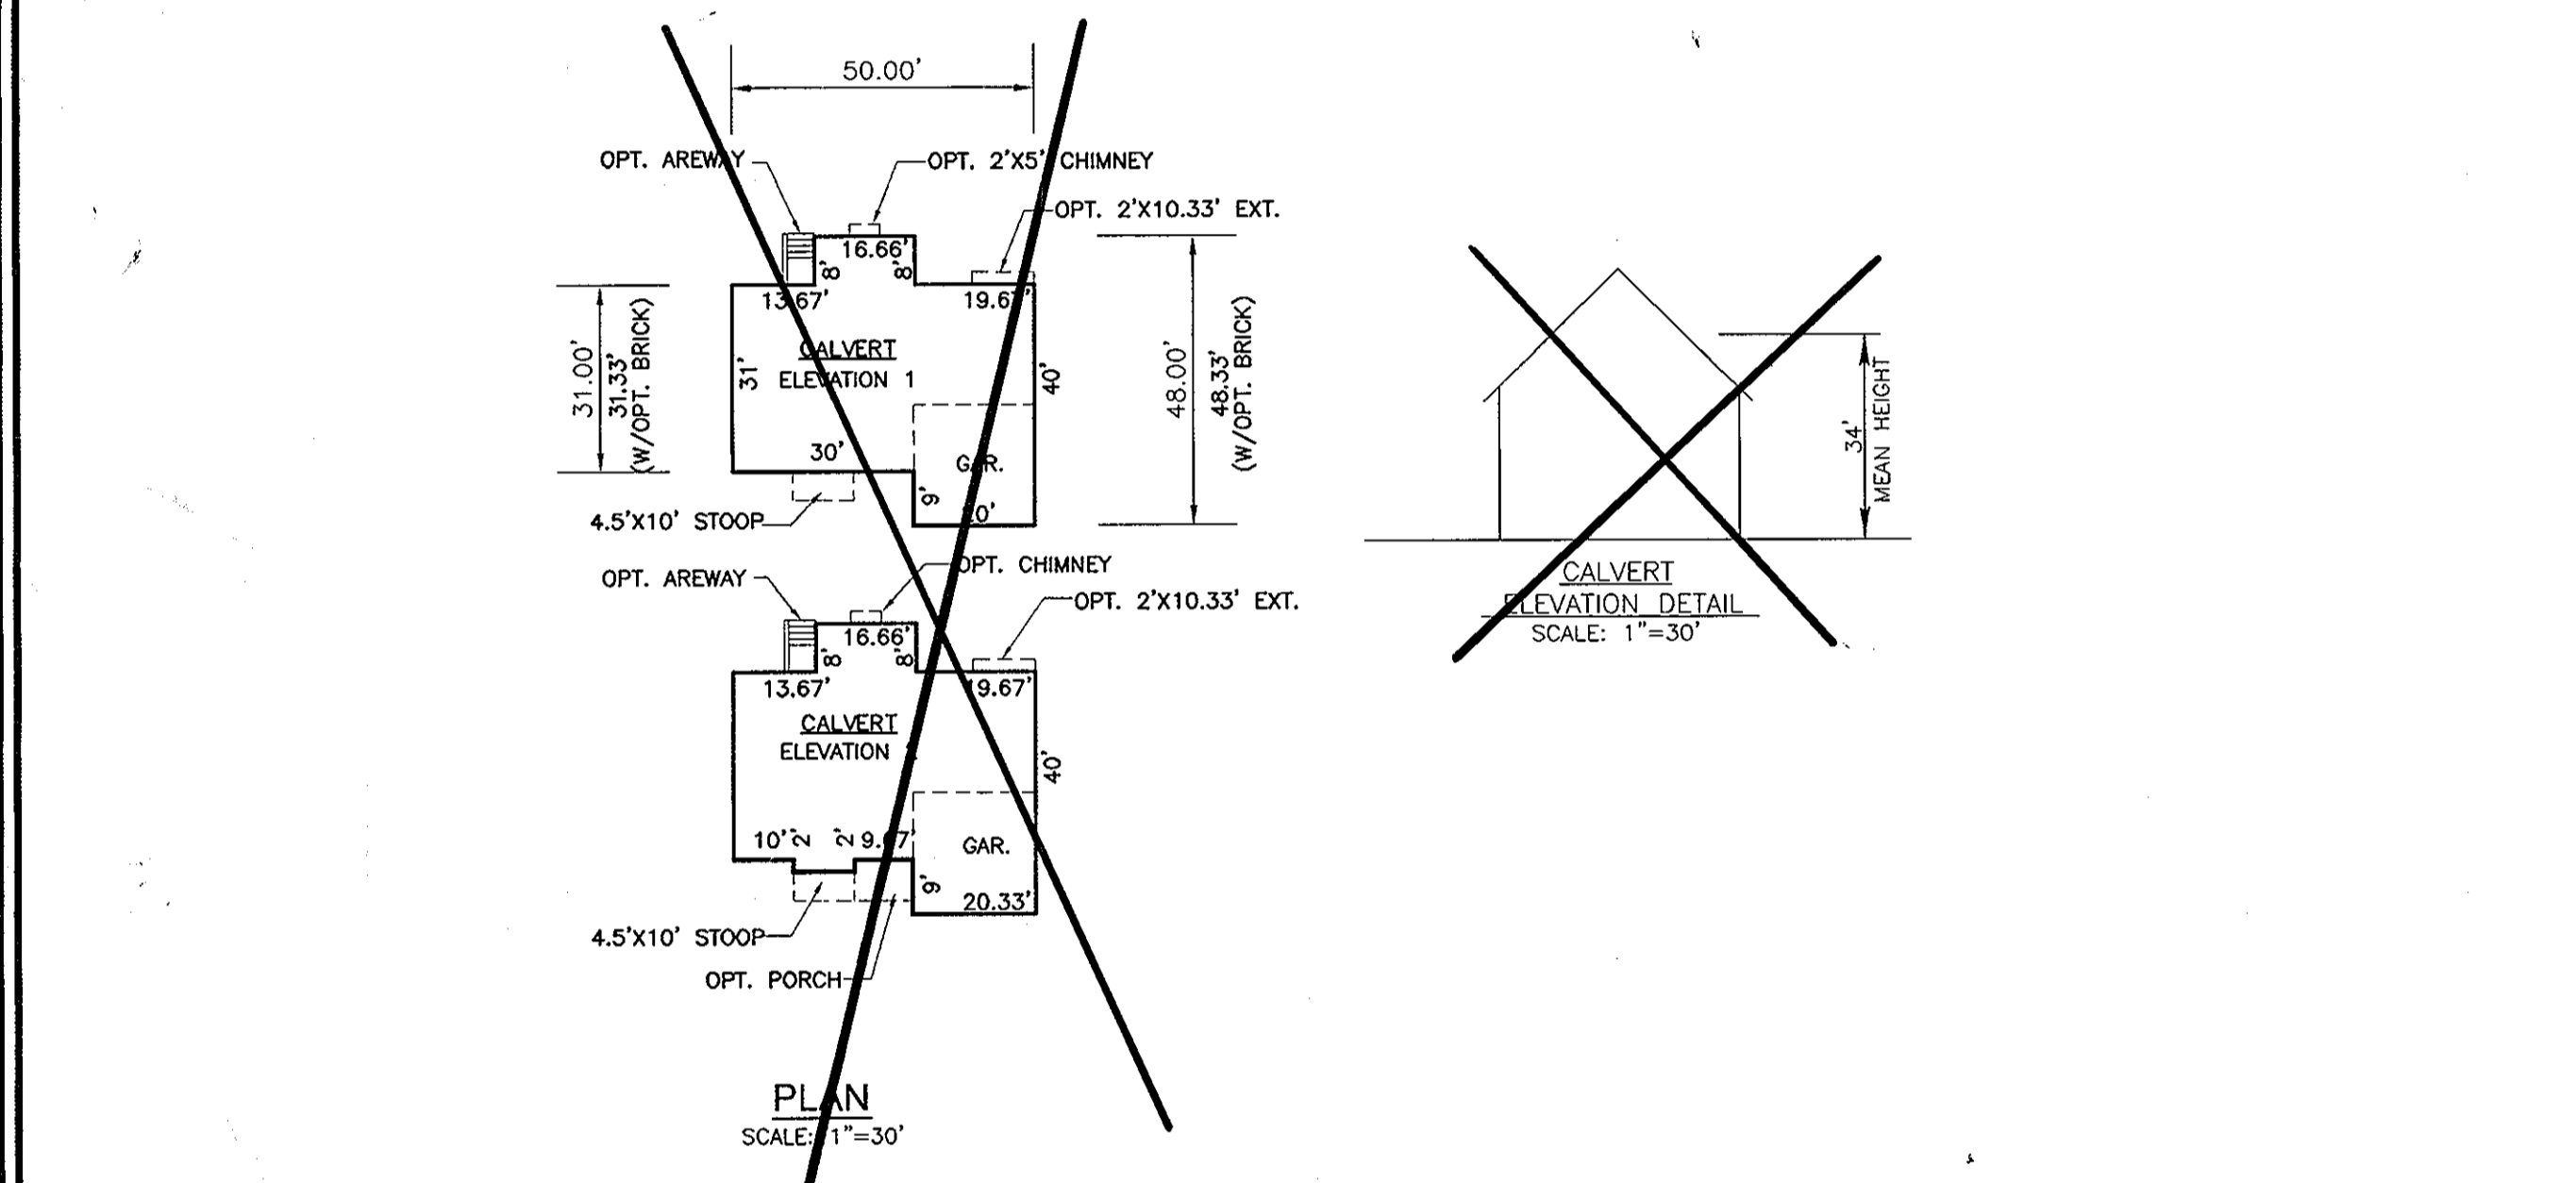 50.00'
OPT. AREWAY
OPT. 2'X5' CHIMNEY
OPT. 2'X10.33' EXT.
16.66'
8'
8'
13.67'
19.67'
31.00'
31.33'
(W/OPT. BRICK)
31'
CALVERT
ELEVATION 1
40'
48.00'
48.33'
(W/OPT. BRICK)
30'
GAR.
9'
4.5'X10' STOOP
OPT. AREWAY
OPT. CHIMNEY
OPT. 2'X10.33' EXT.
16.66'
8'
8'
13.67'
19.67'
CALVERT
ELEVATION
40'
10'
2'
2'
9.67'
GAR.
9'
20.33'
4.5'X10' STOOP
OPT. PORCH
PLAN
SCALE: 1"=30'
34'
MEAN HEIGHT
CALVERT
ELEVATION DETAIL
SCALE: 1"=30'